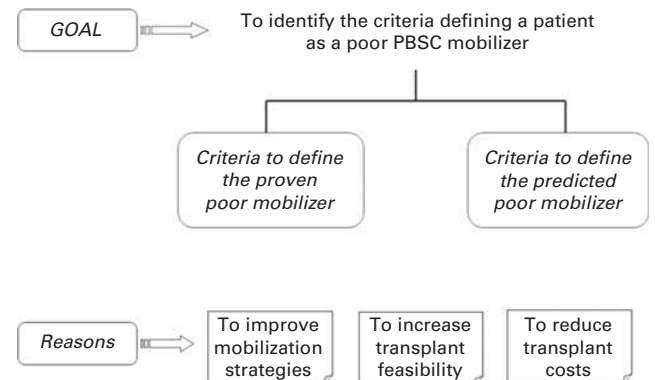 GOAL
To identify the criteria defining a patient
as a poor PBSC mobilizer
Criteria to define
the proven
poor mobilizer
Criteria to define
the predicted
poor mobilizer
Reasons
To improve
mobilization
strategies
To increase
transplant
feasibility
To reduce
transplant
costs